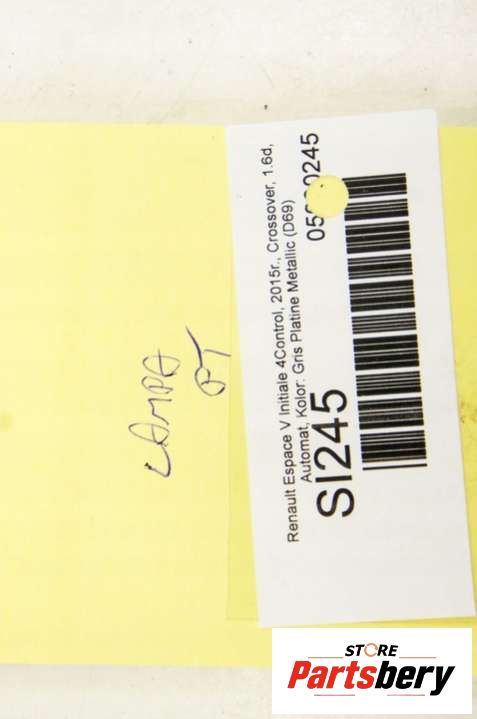 LAMPA
PT
Renault Espace V Initiale 4Control, 2015r., Crossover, 1.6d,
Automat, Kolor: Gris Platine Metallic (D69)
SI245
STORE
Partsbery